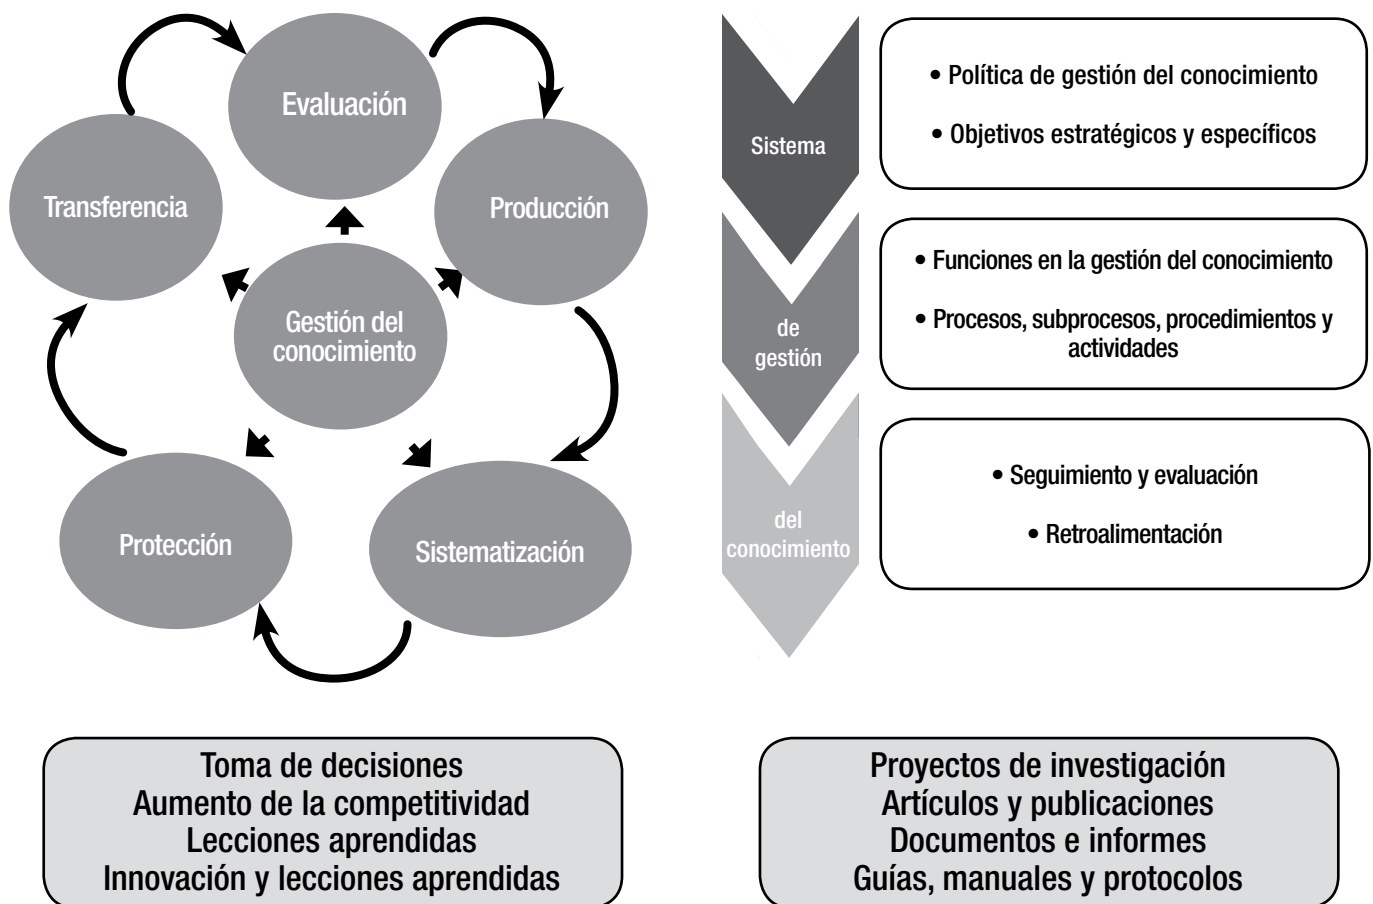 Evaluación
Transferencia
Producción
Gestión del
conocimiento
Protección
Sistematización
Sistema
• Política de gestión del conocimiento
• Objetivos estratégicos y específicos
de
gestión
• Funciones en la gestión del conocimiento
• Procesos, subprocesos, procedimientos y
actividades
del
conocimiento
• Seguimiento y evaluación
• Retroalimentación
Toma de decisiones
Aumento de la competitividad
Lecciones aprendidas
Innovación y lecciones aprendidas
Proyectos de investigación
Artículos y publicaciones
Documentos e informes
Guías, manuales y protocolos